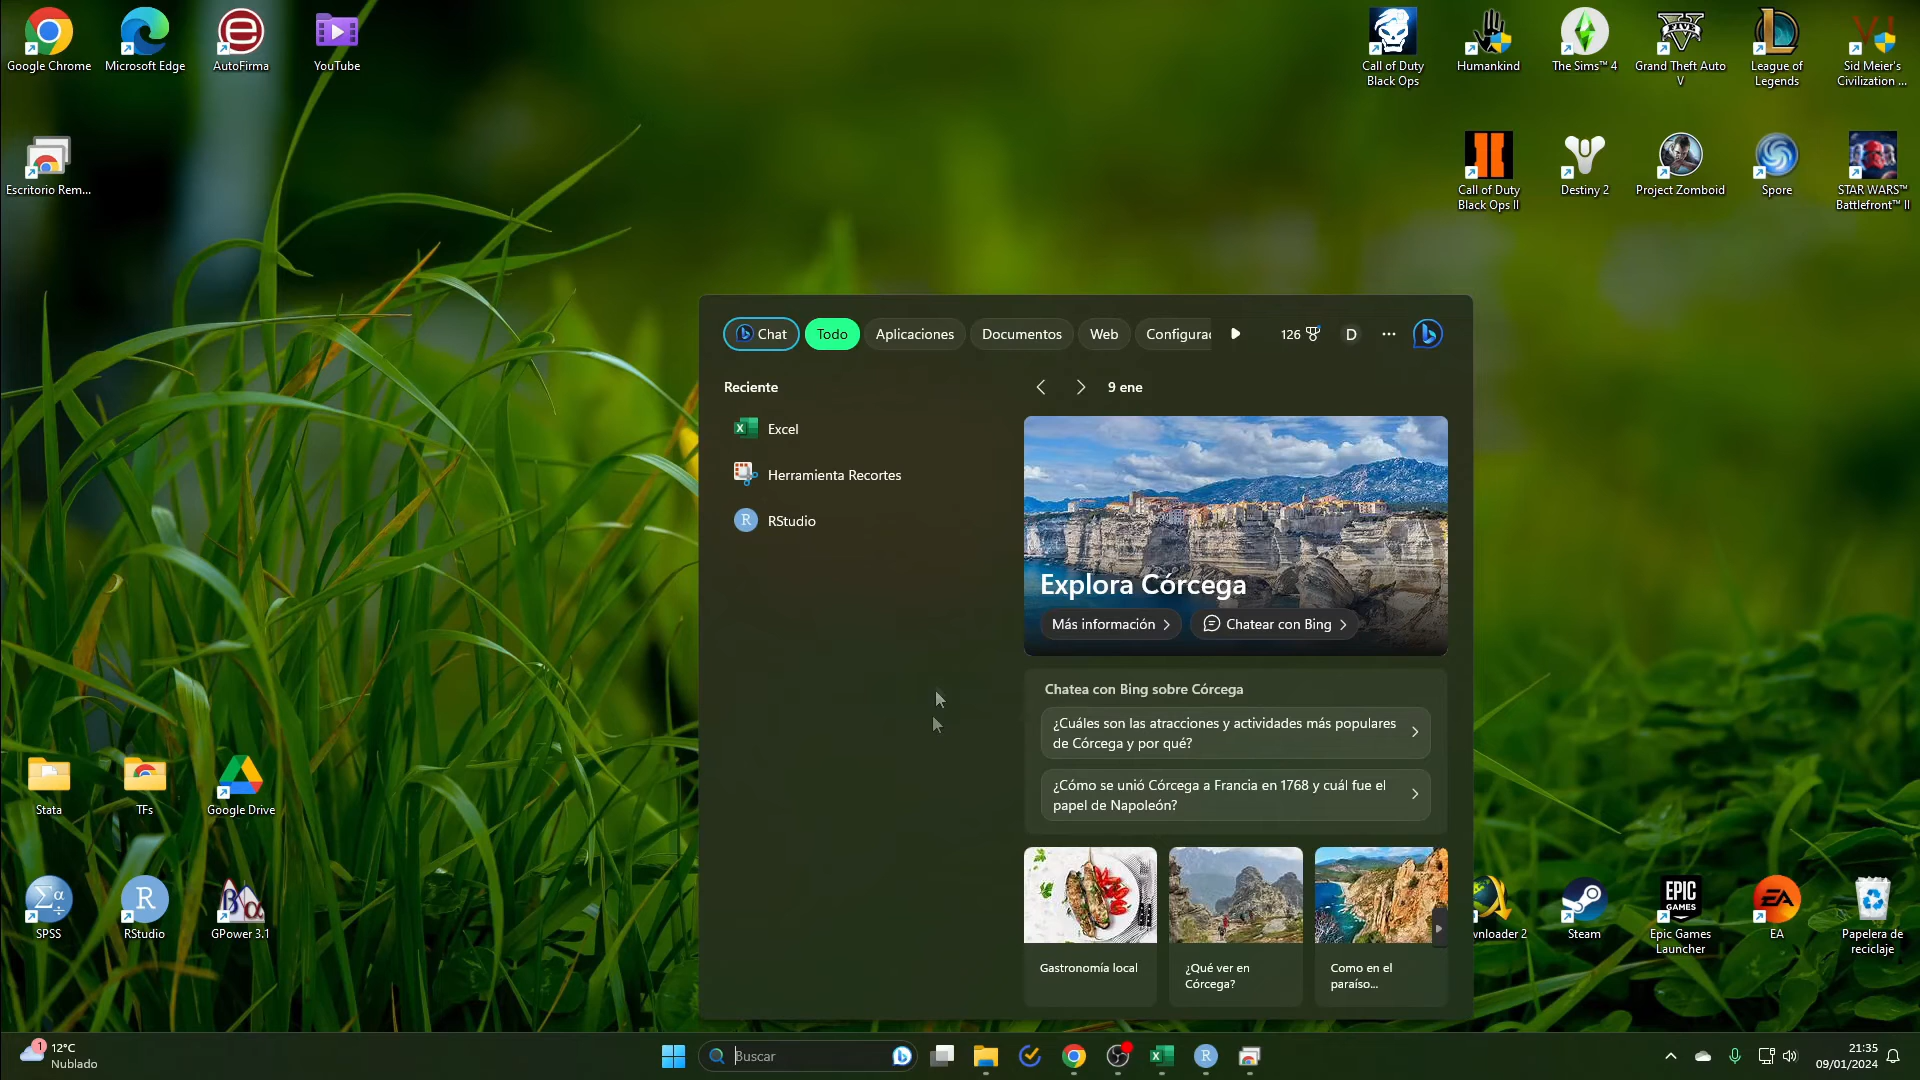 Google Chrome
Microsoft Edge
AutoFirma
YouTube
Call of Duty
Black Ops
Humankind
The Sims™ 4
Grand Theft Auto
V
League of
Legends
Sid Meier's
Civilization ...
Escritorio Rem...
Call of Duty
Black Ops II
Destiny 2
Project Zomboid
Spore
STAR WARS™
Battlefront™ II
Chat
Todo
Aplicaciones
Documentos
Web
Configurac
126
D
Reciente
9 ene
Excel
Herramienta Recortes
RStudio
Explora Córcega
Más información
Chatear con Bing
Chatea con Bing sobre Córcega
¿Cuáles son las atracciones y actividades más populares
de Córcega y por qué?
¿Cómo se unió Córcega a Francia en 1768 y cuál fue el
papel de Napoleón?
Gastronomía local
¿Qué ver en
Córcega?
Como en el
paraíso...
Stata
TFs
Google Drive
SPSS
RStudio
GPower 3.1
wnloader 2
Steam
EPIC
GAMES
Epic Games
Launcher
EA
Papelera de
reciclaje
1
12°C
Nublado
Buscar
21:35
09/01/2024